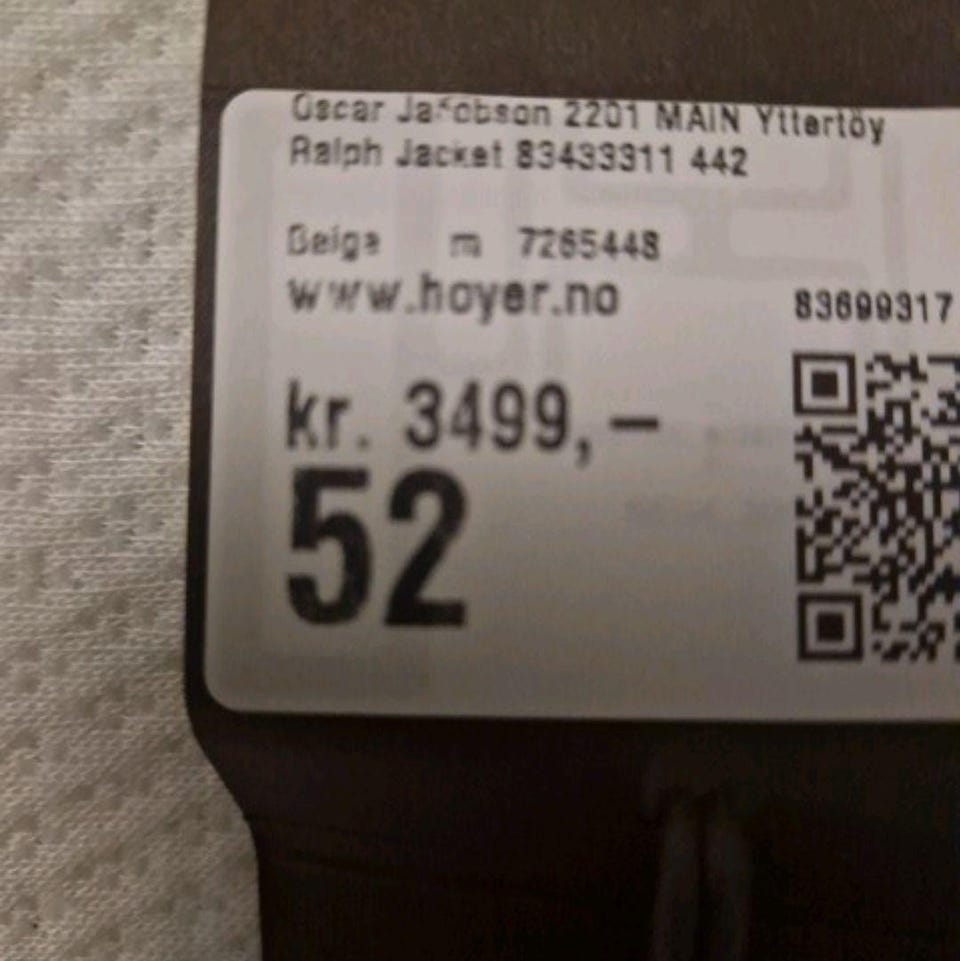 Oscar Jacobson 2201 MAIN Yttertöy
Ralph Jacket 83433311 442
Beige m 7265448
www.hoyer.no
83699317
kr. 3499,–
52